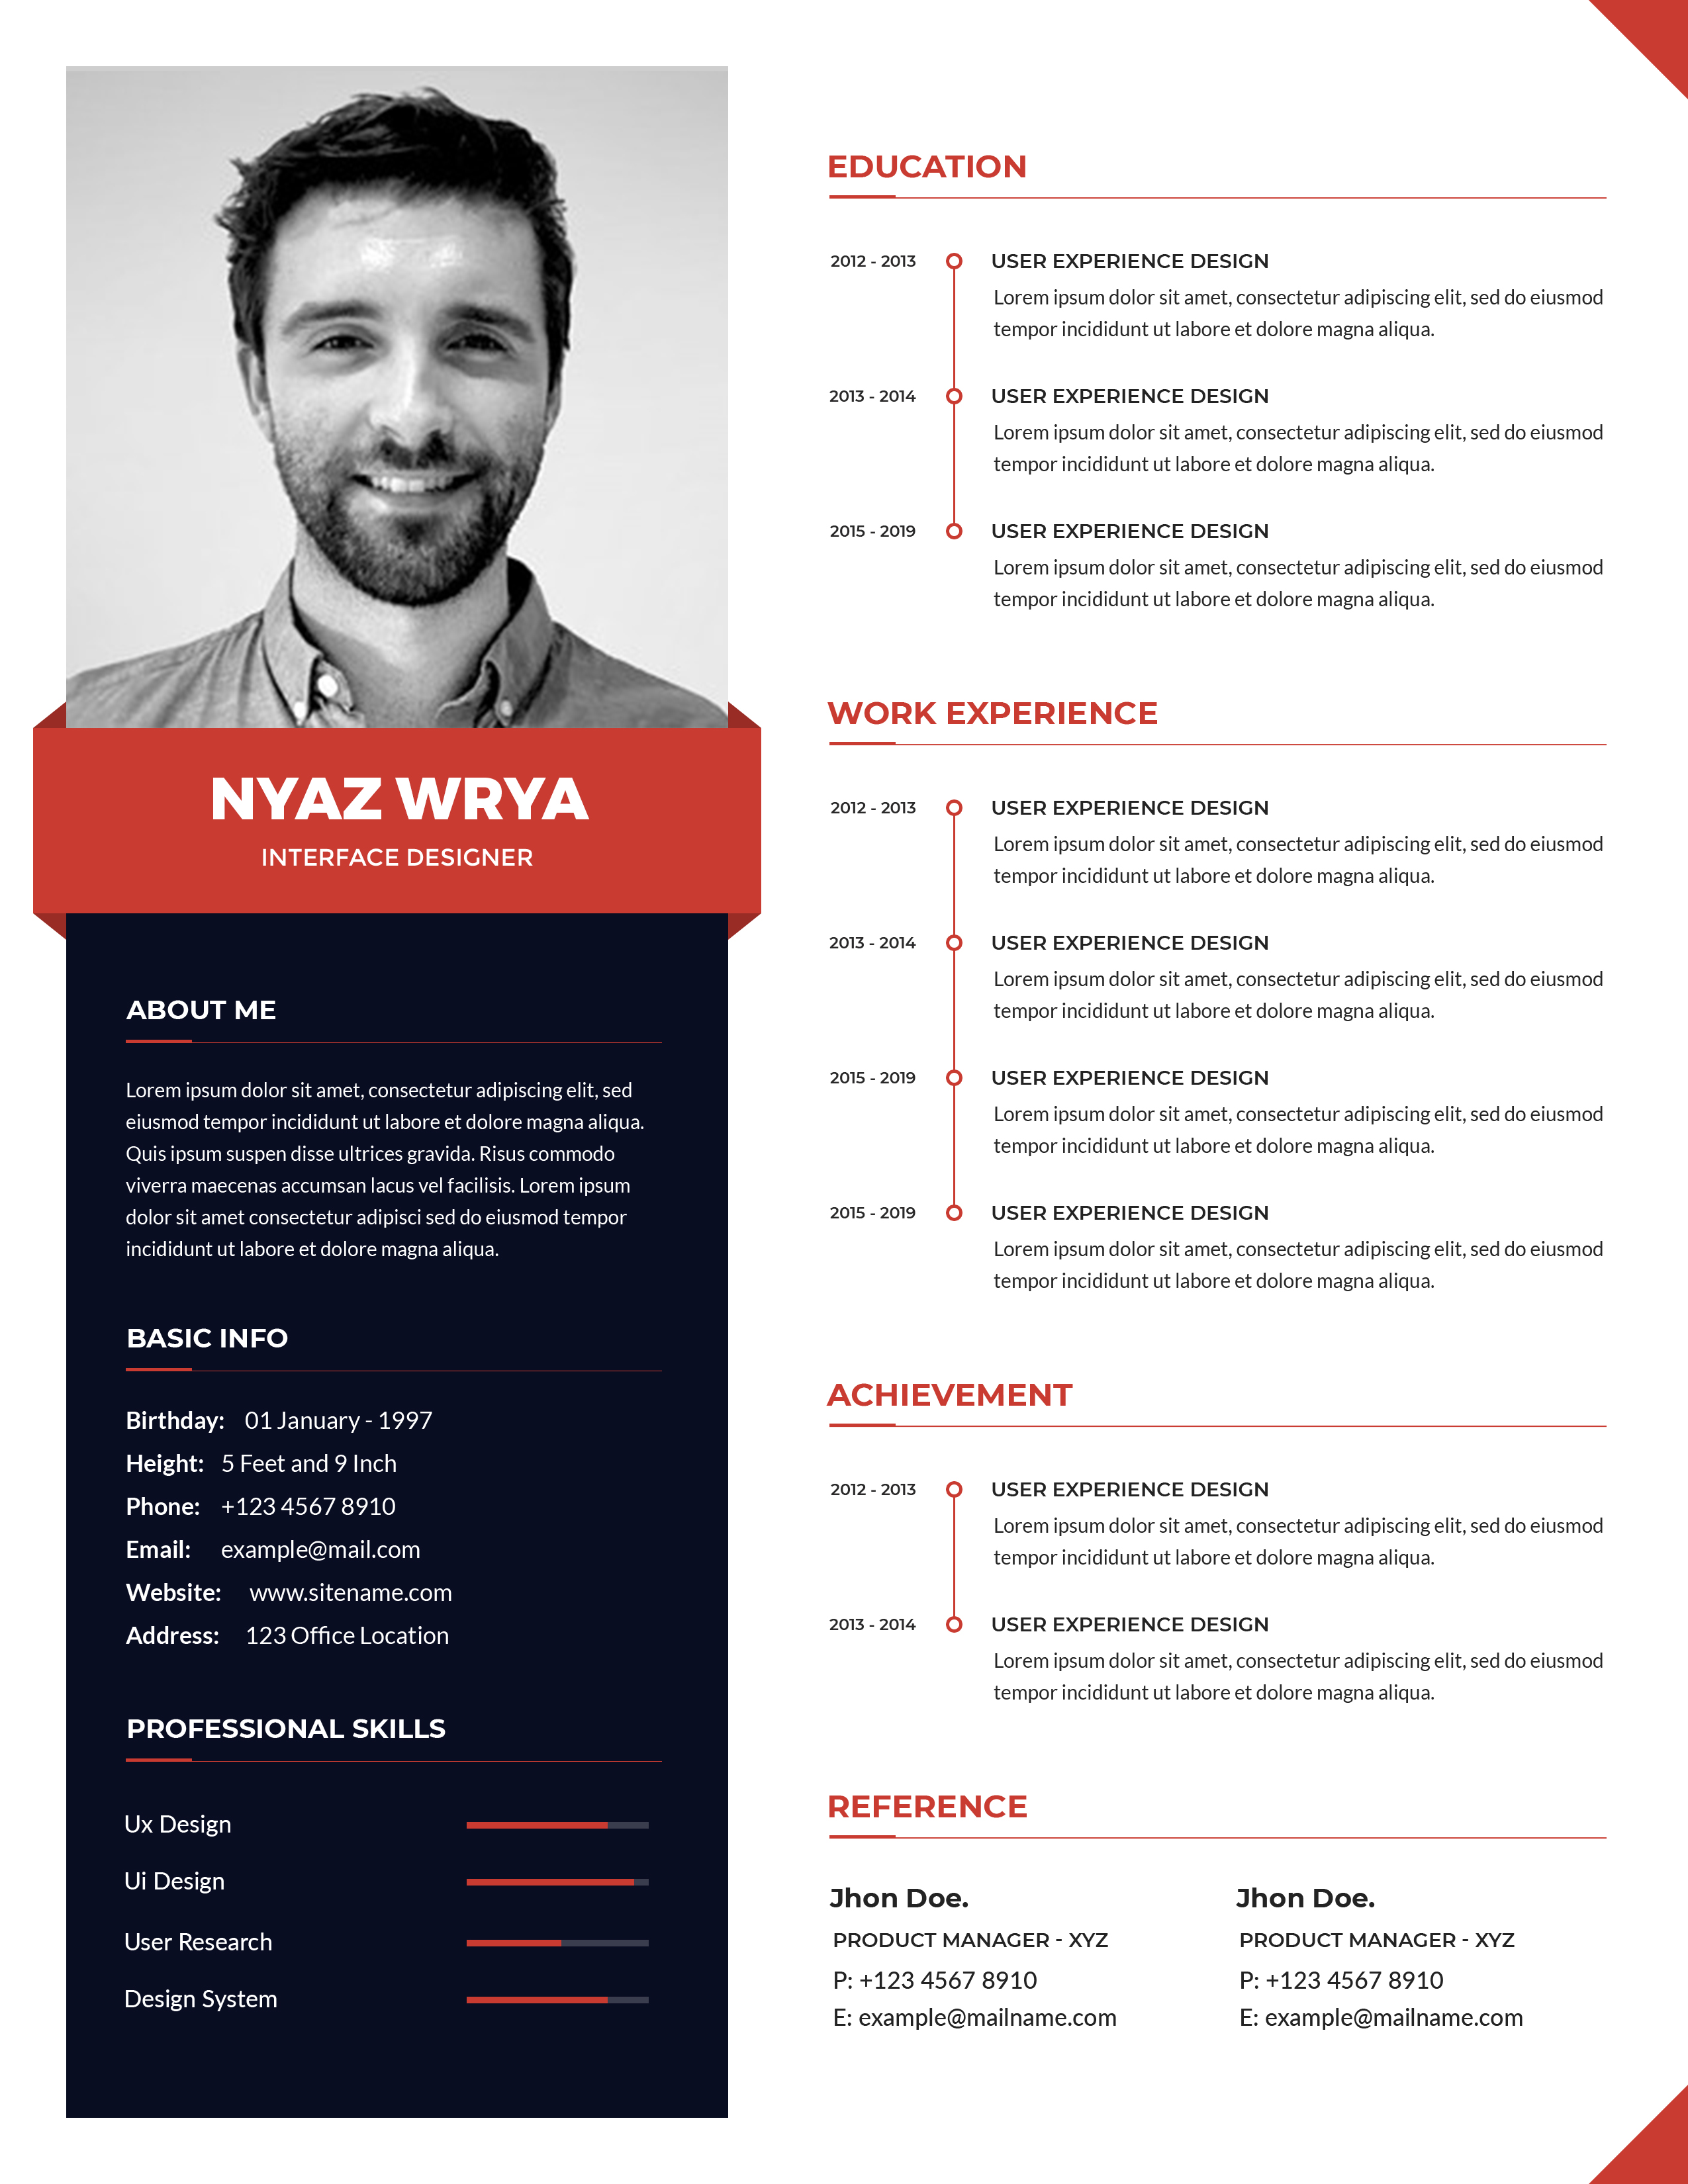 NYAZ WRYA
INTERFACE DESIGNER
ABOUT ME
Lorem ipsum dolor sit amet, consectetur adipiscing elit, sed
eiusmod tempor incididunt ut labore et dolore magna aliqua.
Quis ipsum suspen disse ultrices gravida. Risus commodo
viverra maecenas accumsan lacus vel facilisis. Lorem ipsum
dolor sit amet consectetur adipisci sed do eiusmod tempor
incididunt ut labore et dolore magna aliqua.
BASIC INFO
Birthday: 01 January - 1997
Height: 5 Feet and 9 Inch
Phone: +123 4567 8910
Email: example@mail.com
Website: www.sitename.com
Address: 123 Office Location
PROFESSIONAL SKILLS
Ux Design
Ui Design
User Research
Design System
EDUCATION
2012 - 2013 USER EXPERIENCE DESIGN
Lorem ipsum dolor sit amet, consectetur adipiscing elit, sed do eiusmod
tempor incididunt ut labore et dolore magna aliqua.
2013 - 2014 USER EXPERIENCE DESIGN
Lorem ipsum dolor sit amet, consectetur adipiscing elit, sed do eiusmod
tempor incididunt ut labore et dolore magna aliqua.
2015 - 2019 USER EXPERIENCE DESIGN
Lorem ipsum dolor sit amet, consectetur adipiscing elit, sed do eiusmod
tempor incididunt ut labore et dolore magna aliqua.
WORK EXPERIENCE
2012 - 2013 USER EXPERIENCE DESIGN
Lorem ipsum dolor sit amet, consectetur adipiscing elit, sed do eiusmod
tempor incididunt ut labore et dolore magna aliqua.
2013 - 2014 USER EXPERIENCE DESIGN
Lorem ipsum dolor sit amet, consectetur adipiscing elit, sed do eiusmod
tempor incididunt ut labore et dolore magna aliqua.
2015 - 2019 USER EXPERIENCE DESIGN
Lorem ipsum dolor sit amet, consectetur adipiscing elit, sed do eiusmod
tempor incididunt ut labore et dolore magna aliqua.
2015 - 2019 USER EXPERIENCE DESIGN
Lorem ipsum dolor sit amet, consectetur adipiscing elit, sed do eiusmod
tempor incididunt ut labore et dolore magna aliqua.
ACHIEVEMENT
2012 - 2013 USER EXPERIENCE DESIGN
Lorem ipsum dolor sit amet, consectetur adipiscing elit, sed do eiusmod
tempor incididunt ut labore et dolore magna aliqua.
2013 - 2014 USER EXPERIENCE DESIGN
Lorem ipsum dolor sit amet, consectetur adipiscing elit, sed do eiusmod
tempor incididunt ut labore et dolore magna aliqua.
REFERENCE
Jhon Doe.
PRODUCT MANAGER - XYZ
P: +123 4567 8910
E: example@mailname.com
Jhon Doe.
PRODUCT MANAGER - XYZ
P: +123 4567 8910
E: example@mailname.com